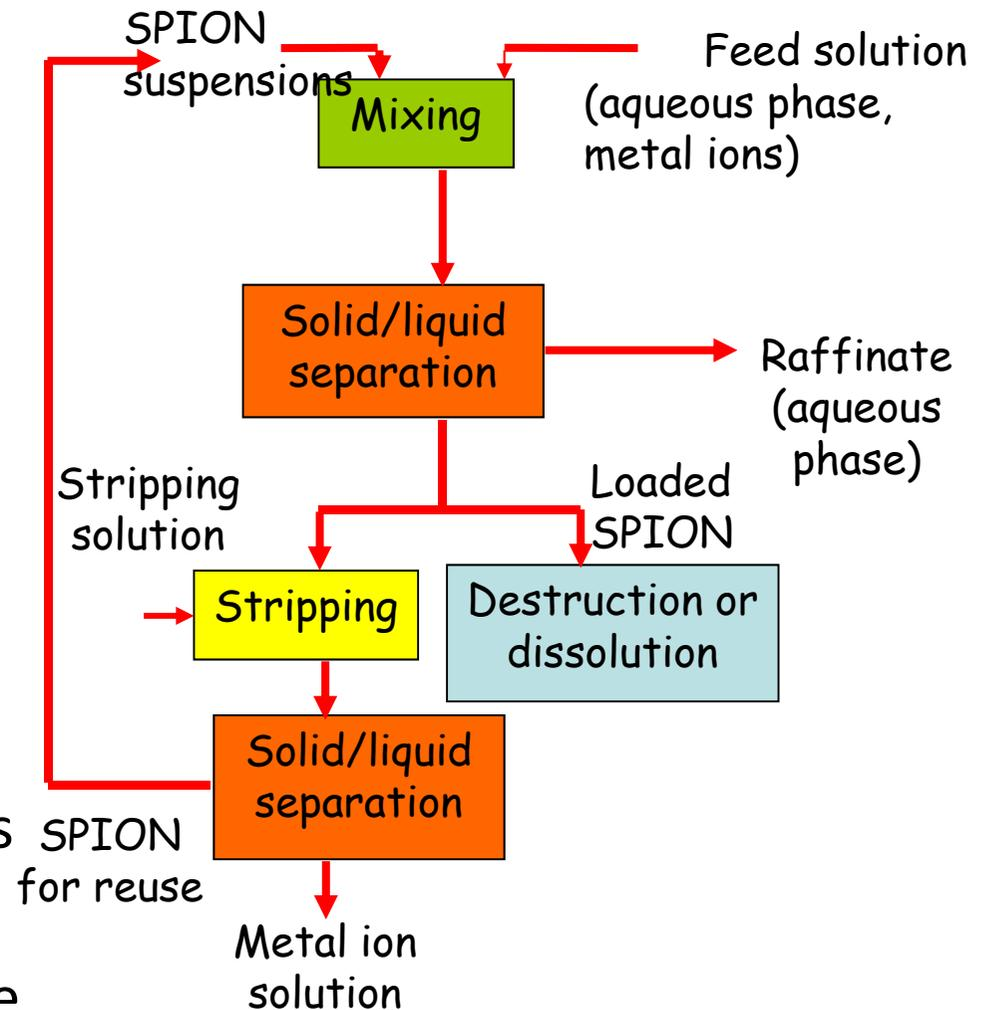 SPION
suspensions
Feed solution
(aqueous phase,
metal ions)
Mixing
Solid/liquid
separation
Raffinate
(aqueous
phase)
Stripping
solution
Loaded
SPION
Stripping
Destruction or
dissolution
Solid/liquid
separation
s SPION
for reuse
Metal ion
solution
e